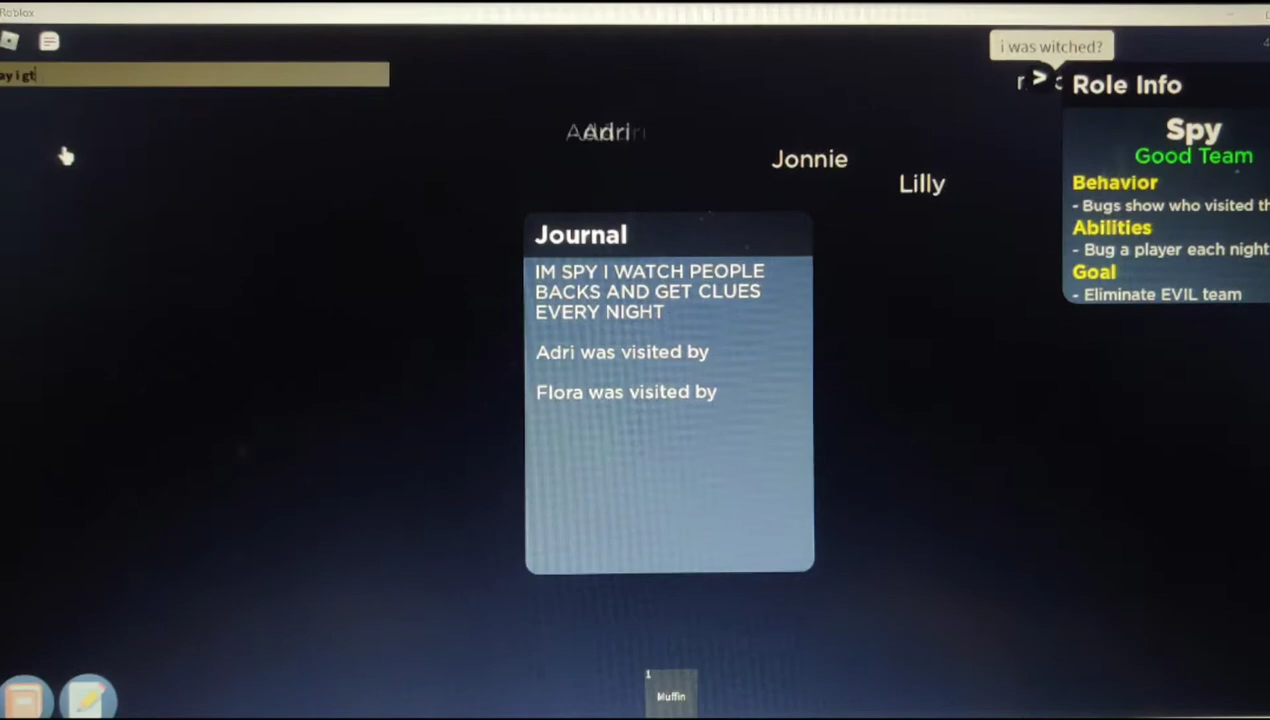 Roblox
i was witched?
ay i gt
>
Role Info
Adri
Spy
Good Team
Jonnie
Lilly
Behavior
- Bugs show who visited th
Abilities
- Bug a player each night
Goal
- Eliminate EVIL team
Journal
IM SPY I WATCH PEOPLE
BACKS AND GET CLUES
EVERY NIGHT
Adri was visited by
Flora was visited by
1
Muffin